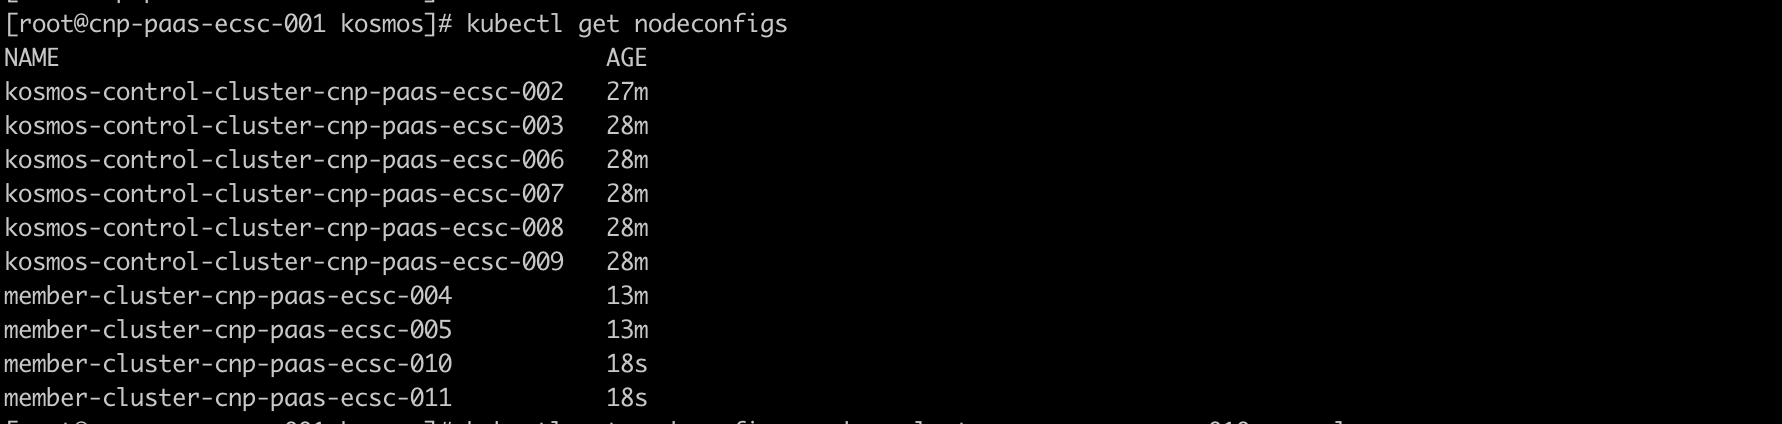 [root@cnp-paas-ecsc-001 kosmos]# kubectl get nodeconfigs
NAME AGE
kosmos-control-cluster-cnp-paas-ecsc-002 27m
kosmos-control-cluster-cnp-paas-ecsc-003 28m
kosmos-control-cluster-cnp-paas-ecsc-006 28m
kosmos-control-cluster-cnp-paas-ecsc-007 28m
kosmos-control-cluster-cnp-paas-ecsc-008 28m
kosmos-control-cluster-cnp-paas-ecsc-009 28m
member-cluster-cnp-paas-ecsc-004 13m
member-cluster-cnp-paas-ecsc-005 13m
member-cluster-cnp-paas-ecsc-010 18s
member-cluster-cnp-paas-ecsc-011 18s